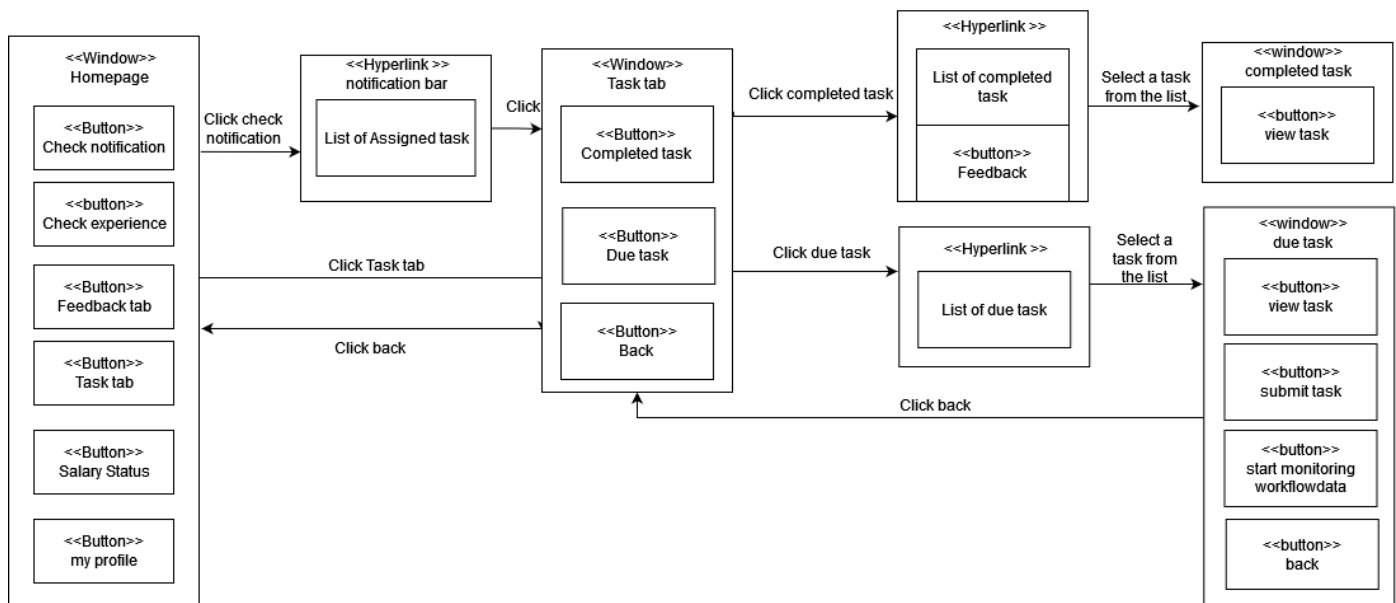 <<Window>>
Homepage
<<Button>>
Check notification
<<button>>
Check experience
<<Button>>
Feedback tab
<<Button>>
Task tab
<<Button>>
Salary Status
<<Button>>
my profile
Click check
notification
<<Hyperlink >>
notification bar
List of Assigned task
Click
Click Task tab
Click back
<<Window>>
Task tab
<<Button>>
Completed task
<<Button>>
Due task
<<Button>>
Back
Click completed task
Click due task
Click back
<<Hyperlink >>
List of completed
task
<<button>>
Feedback
<<Hyperlink >>
List of due task
Select a task
from the list
Select a
task from
the list
<<window>>
completed task
<<button>>
view task
<<window>>
due task
<<button>>
view task
<<button>>
submit task
<<button>>
start monitoring
workflowdata
<<button>>
back